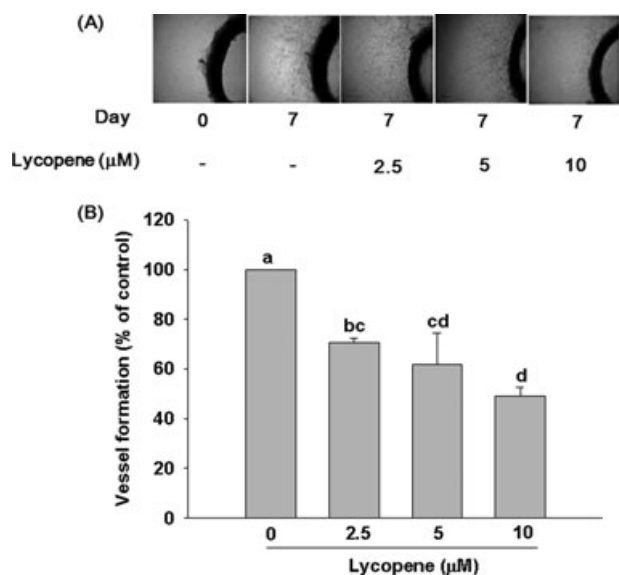 (A)
Day 0 7 7 7 7
Lycopene (μM) - - 2.5 5 10
(B)
Vessel formation (% of control)
120
100
80
60
40
20
0
a
bc
cd
d
0 2.5 5 10
Lycopene (μM)